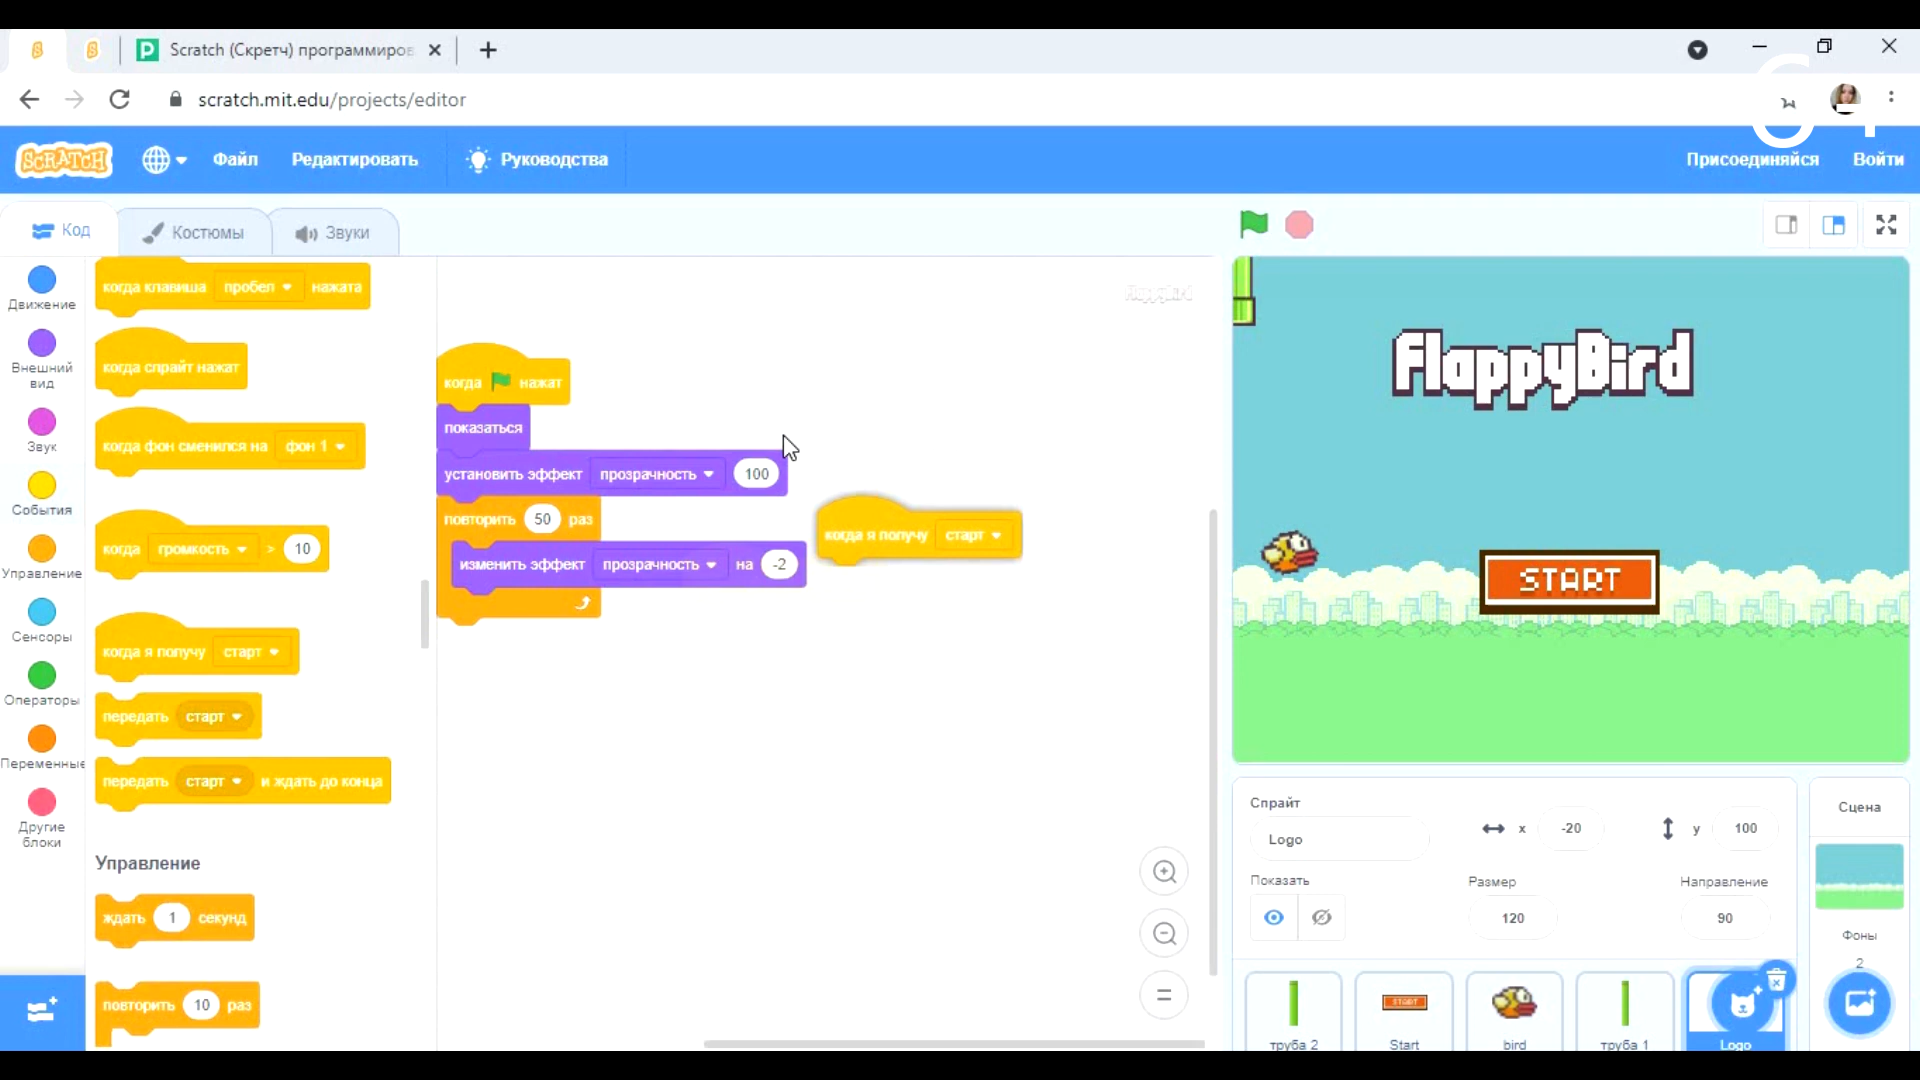 Scratch (Скретч) программиров
scratch.mit.edu/projects/editor
SCRATCH
Файл
Редактировать
Руководства
Присоединяйся
Войти
Код
Костюмы
Звуки
Движение
Внешний
вид
Звук
События
Управление
Сенсоры
Операторы
Переменные
Другие
блоки
когда клавиша пробел нажата
когда спрайт нажат
когда фон сменился на фон 1
когда громкость > 10
когда я получу старт
передать старт
передать старт и ждать до конца
Управление
ждать 1 секунд
повторить 10 раз
когда нажат
показаться
установить эффект прозрачность 100
повторить 50 раз
изменить эффект прозрачность на -2
когда я получу старт
FlappyBird
FlappyBird
START
Спрайт
Logo
x -20
y 100
Показать
Размер
120
Направление
90
Сцена
Фоны
2
START
труба 2
Start
bird
труба 1
Logo